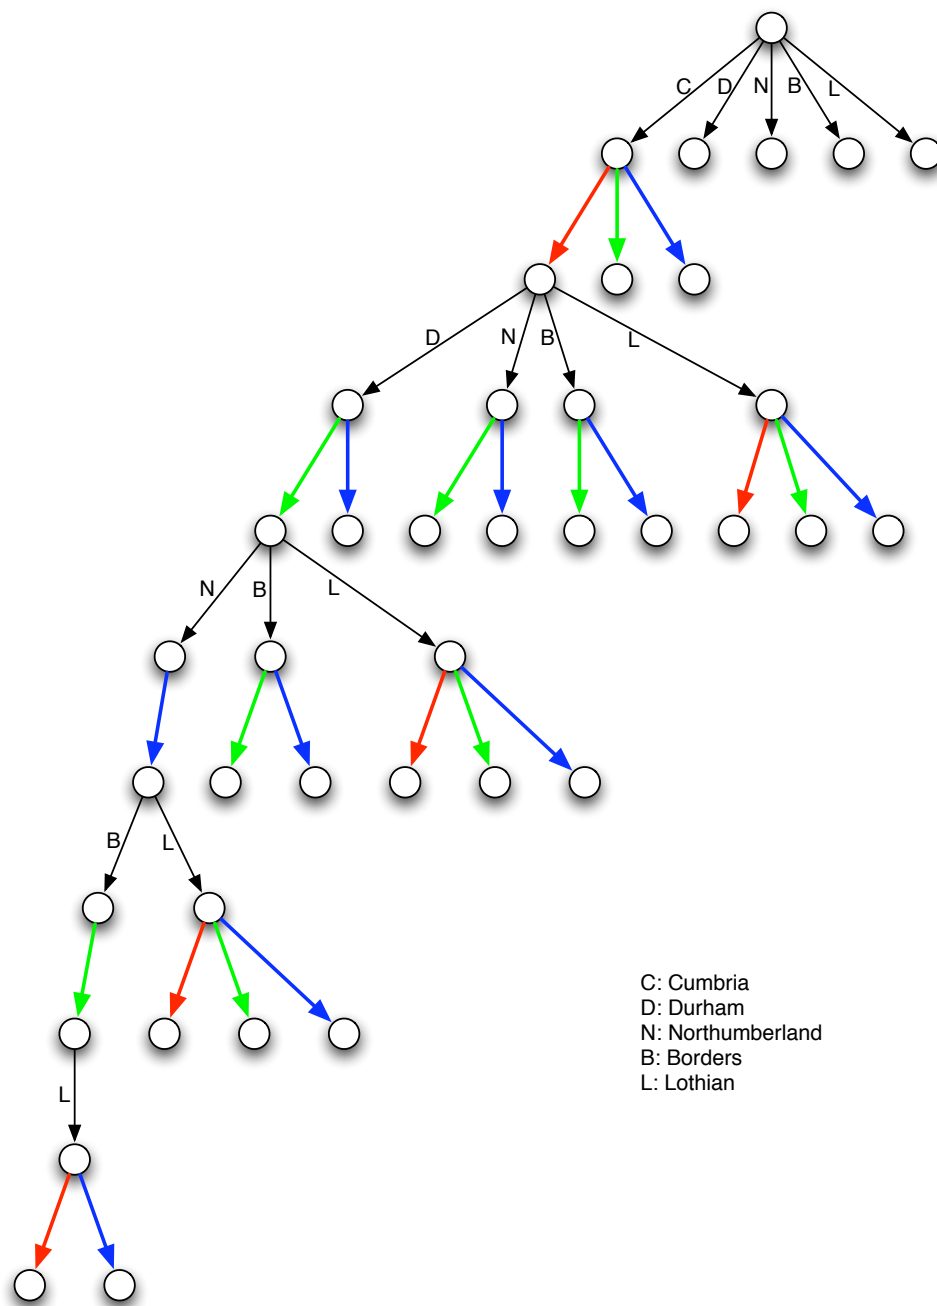 C D N B L
D N B L
N B L
B L
L
C: Cumbria
D: Durham
N: Northumberland
B: Borders
L: Lothian